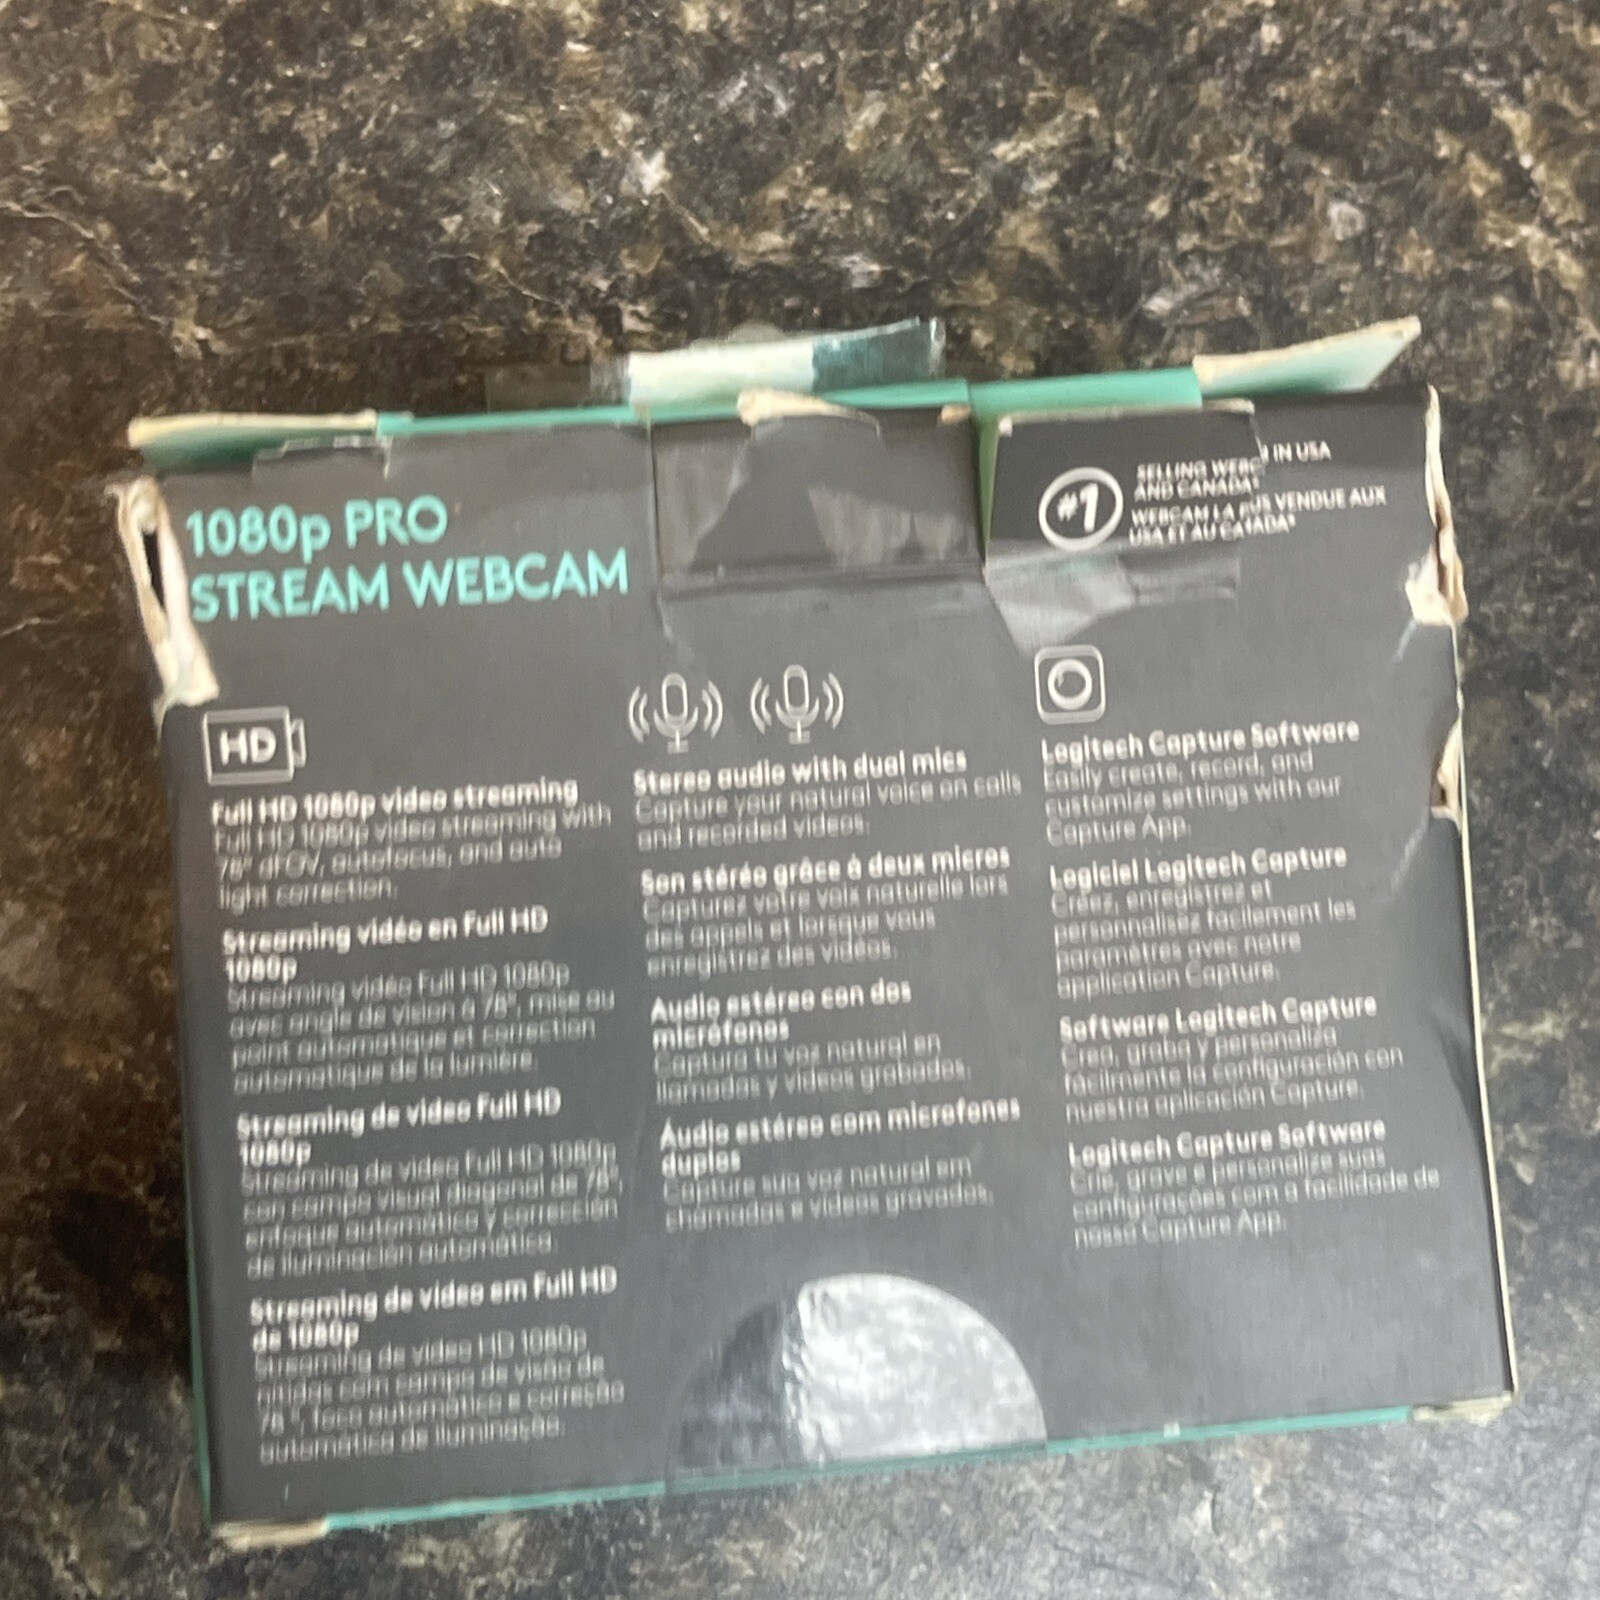 1080p PRO
STREAM WEBCAM
#1
SELLING WEBC IN USA
AND CANADA*
WEBCAM LA US VENDUE AUX
USA ET AU CANADA*
HD
Full HD 1080p video streaming
Full HD 1080p video streaming with
78° dFOV, autofocus, and auto
light correction.
Streaming vidéo en Full HD
1080p
Streaming vidéo Full HD 1080p
avec angle de vision à 78°, mise au
point automatique et correction
automatique de la lumière.
Streaming de video Full HD
1080p
Streaming de video Full HD 1080p
con campo visual diagonal de 78°,
enfoque automático y corrección
de iluminación automática.
Streaming de vídeo em Full HD
de 1080p
Streaming de vídeo HD 1080p
nítidas com campo de visão de
78°, foco automático e correção
automática de iluminação.
Stereo audio with dual mics
Capture your natural voice on calls
and recorded videos.
Son stéréo grâce à deux micros
Capturez votre voix naturelle lors
des appels et lorsque vous
enregistrez des vidéos.
Audio estéreo con dos
micrófonos
Captura tu voz natural en
llamadas y videos grabados.
Áudio estéreo com microfones
duplos
Capture sua voz natural em
chamadas e vídeos gravados.
Logitech Capture Software
Easily create, record, and
customize settings with our
Capture App.
Logiciel Logitech Capture
Créez, enregistrez et
personnalisez facilement les
paramètres avec notre
application Capture.
Software Logitech Capture
Crea, graba y personaliza
fácilmente la configuración con
nuestra aplicación Capture.
Logitech Capture Software
Crie, grave e personalize suas
configurações com a facilidade de
nosso Capture App.